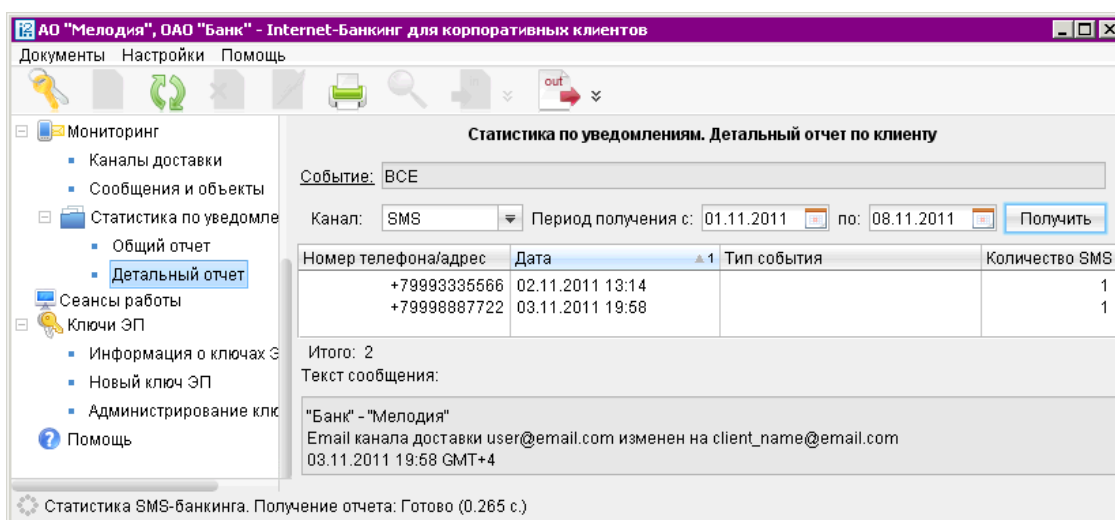 АО "Мелодия", ОАО "Банк" - Internet-Банкинг для корпоративных клиентов
Документы Настройки Помощь
out
Мониторинг
Каналы доставки
Сообщения и объекты
Статистика по уведомле
Общий отчет
Детальный отчет
Сеансы работы
Ключи ЭП
Информация о ключах Э
Новый ключ ЭП
Администрирование клю
Помощь
Статистика по уведомлениям. Детальный отчет по клиенту
Событие: ВСЕ
Канал: SMS Период получения с: 01.11.2011 по: 08.11.2011 Получить
Номер телефона/адрес Дата 1 Тип события Количество SMS
+79993335566 02.11.2011 13:14 1
+79998887722 03.11.2011 19:58 1
Итого: 2
Текст сообщения:
"Банк" - "Мелодия"
Email канала доставки user@email.com изменен на client_name@email.com
03.11.2011 19:58 GMT+4
Статистика SMS-банкинга. Получение отчета: Готово (0.265 с.)